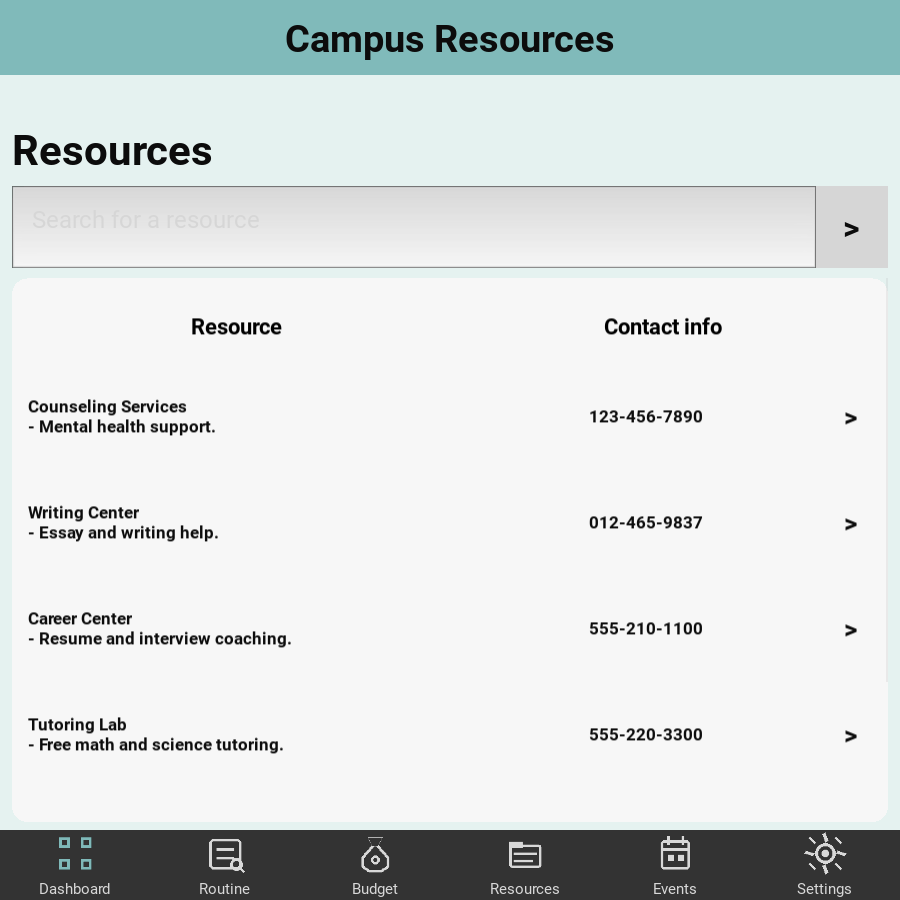 Campus Resources
Resources
Search for a resource
>
Resource Contact info
Counseling Services
- Mental health support.
123-456-7890 >
Writing Center
- Essay and writing help.
012-465-9837 >
Career Center
- Resume and interview coaching.
555-210-1100 >
Tutoring Lab
- Free math and science tutoring.
555-220-3300 >
Dashboard Routine Budget Resources Events Settings